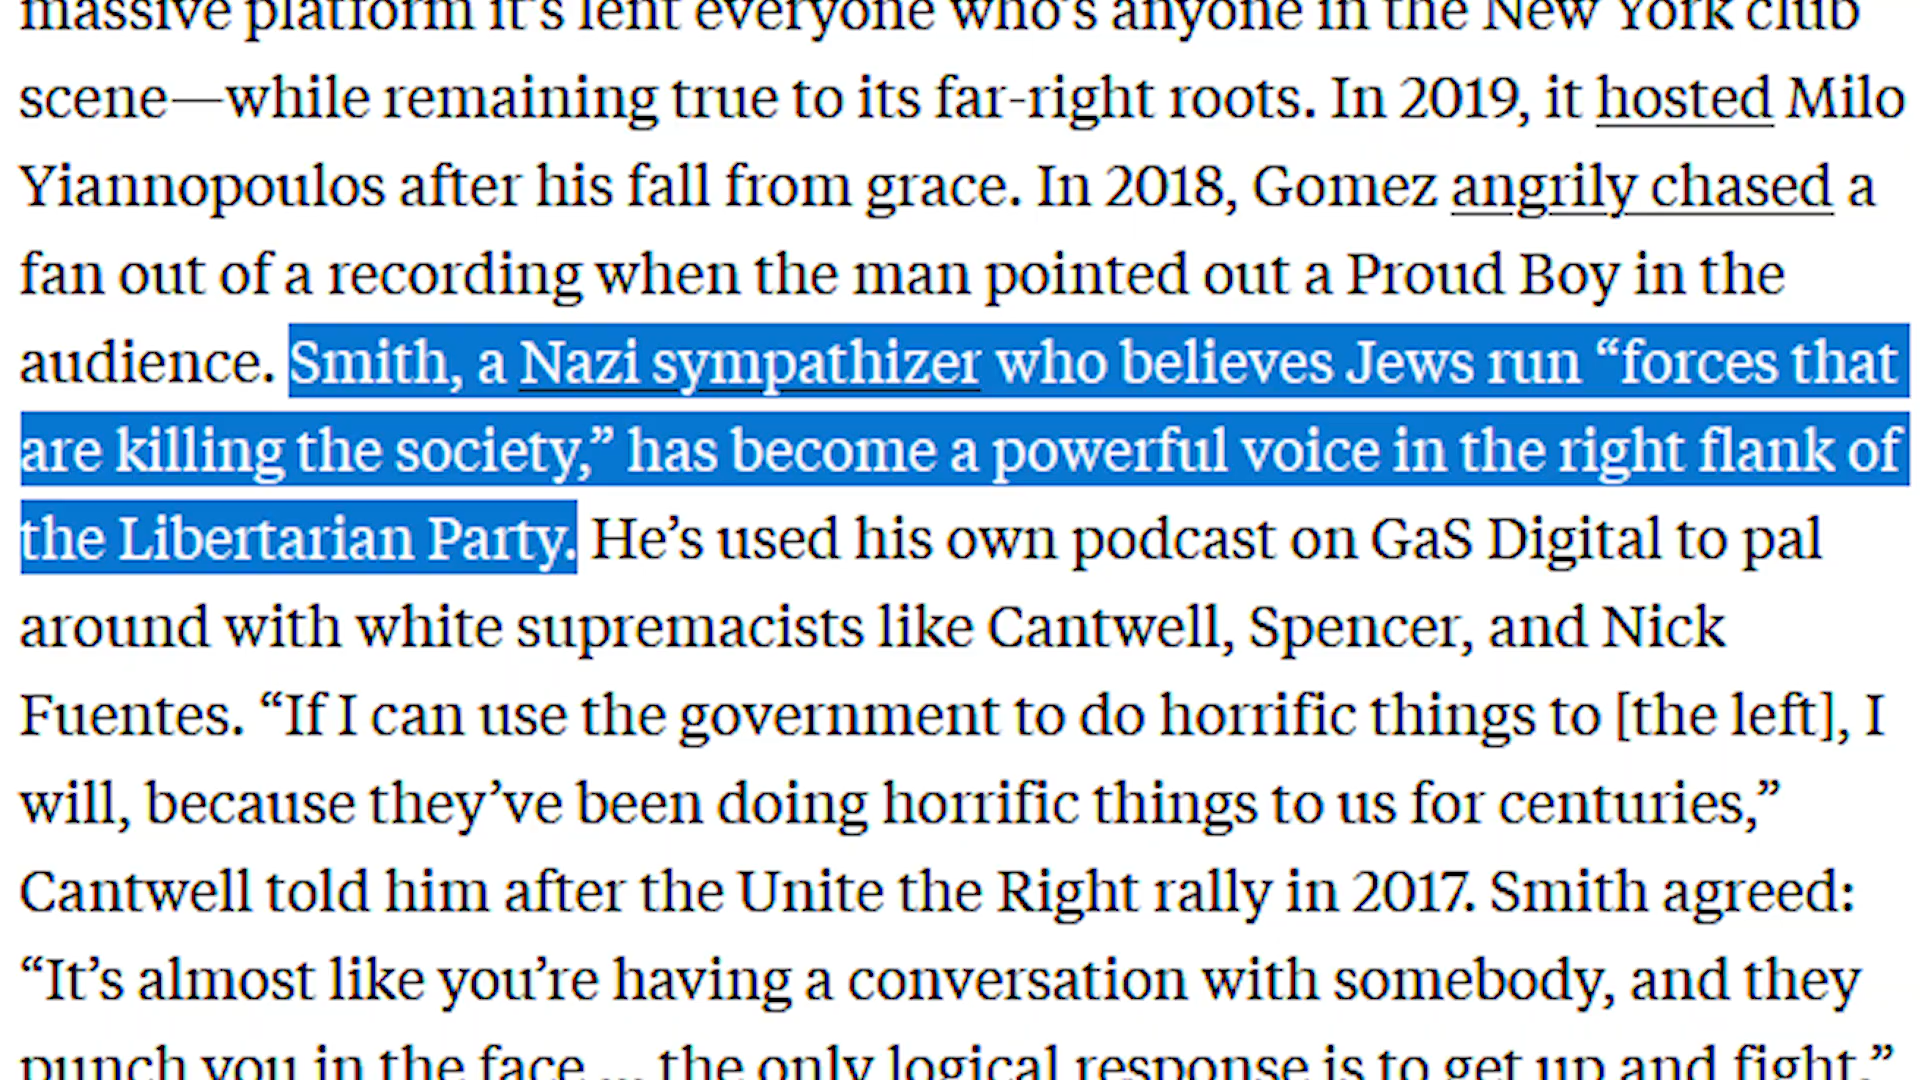 massive platform it’s lent everyone who’s anyone in the New York club
scene—while remaining true to its far-right roots. In 2019, it hosted Milo
Yiannopoulos after his fall from grace. In 2018, Gomez angrily chased a
fan out of a recording when the man pointed out a Proud Boy in the
audience. Smith, a Nazi sympathizer who believes Jews run “forces that
are killing the society,” has become a powerful voice in the right flank of
the Libertarian Party. He’s used his own podcast on GaS Digital to pal
around with white supremacists like Cantwell, Spencer, and Nick
Fuentes. “If I can use the government to do horrific things to [the left], I
will, because they’ve been doing horrific things to us for centuries,”
Cantwell told him after the Unite the Right rally in 2017. Smith agreed:
“It’s almost like you’re having a conversation with somebody, and they
punch you in the face ... the only logical response is to get up and fight.”